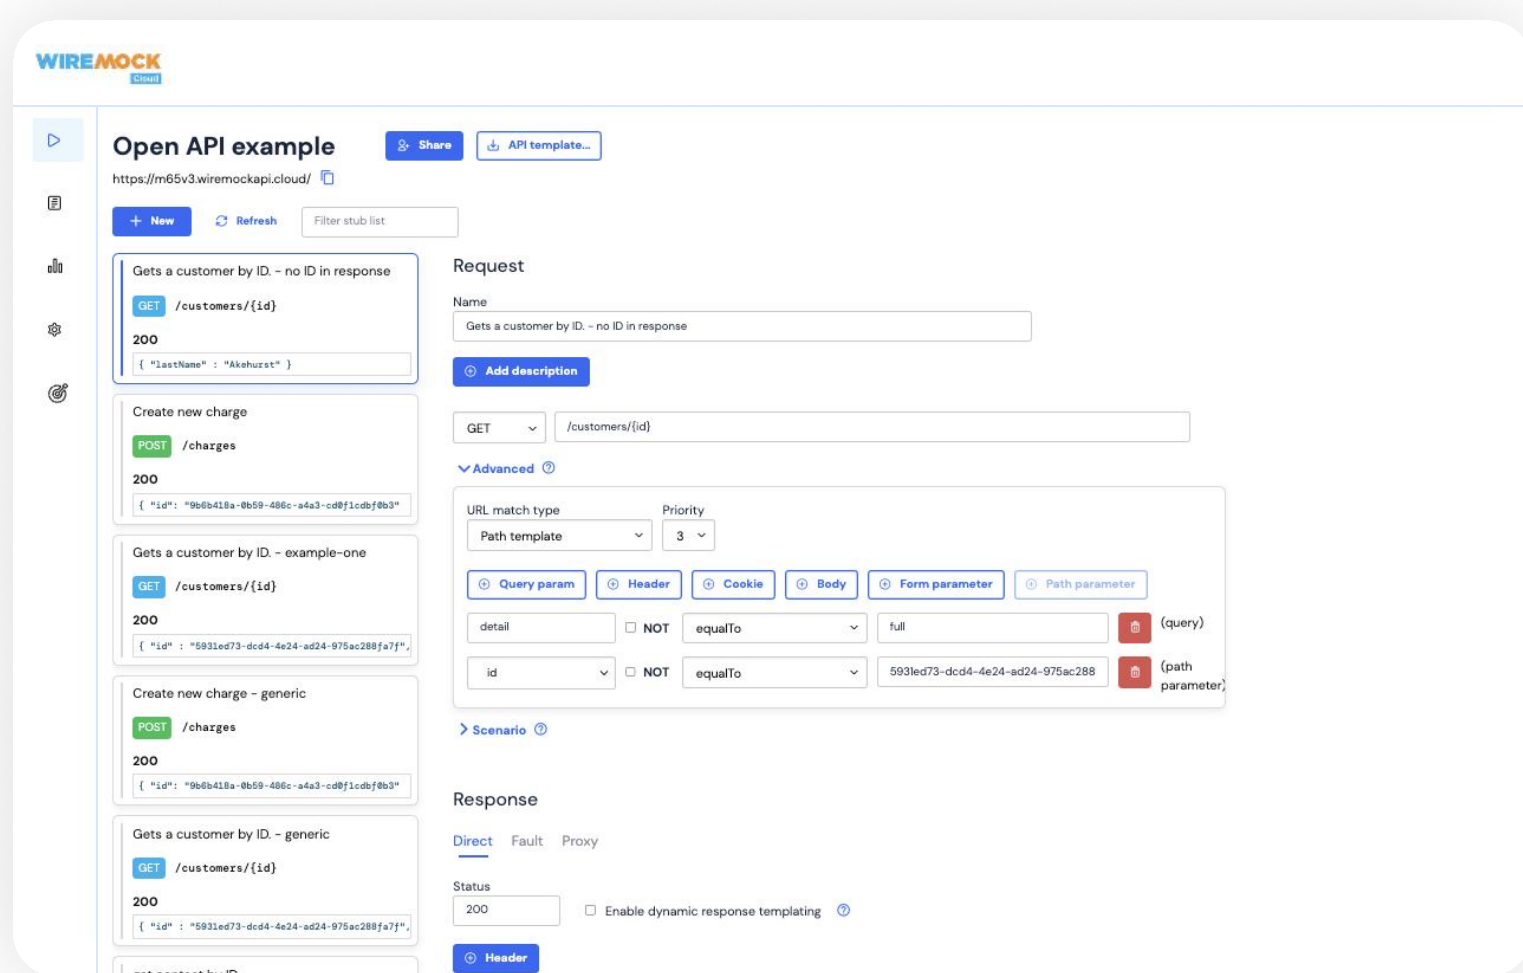 WIREMOCK
Cloud
Open API example
Share
API template...
https://m65v3.wiremockapi.cloud/
New
Refresh
Filter stub list
Gets a customer by ID. - no ID in response
GET /customers/{id}
200
{ "lastName" : "Akehurst" }
Create new charge
POST /charges
200
{ "id": "9b6b418a-0b59-486c-a4a3-cd0f1cdbf0b3"
Gets a customer by ID. - example-one
GET /customers/{id}
200
{ "id" : "5931ed73-dcd4-4e24-ad24-975ac288fa7f",
Create new charge - generic
POST /charges
200
{ "id": "9b6b418a-0b59-486c-a4a3-cd0f1cdbf0b3"
Gets a customer by ID. - generic
GET /customers/{id}
200
{ "id" : "5931ed73-dcd4-4e24-ad24-975ac288fa7f",
Request
Name
Gets a customer by ID. - no ID in response
Add description
GET /customers/{id}
Advanced
URL match type Priority
Path template 3
Query param Header Cookie Body Form parameter Path parameter
detail NOT equalTo full (query)
id NOT equalTo 5931ed73-dcd4-4e24-ad24-975ac288 (path
parameter)
Scenario
Response
Direct Fault Proxy
Status
200 Enable dynamic response templating
Header